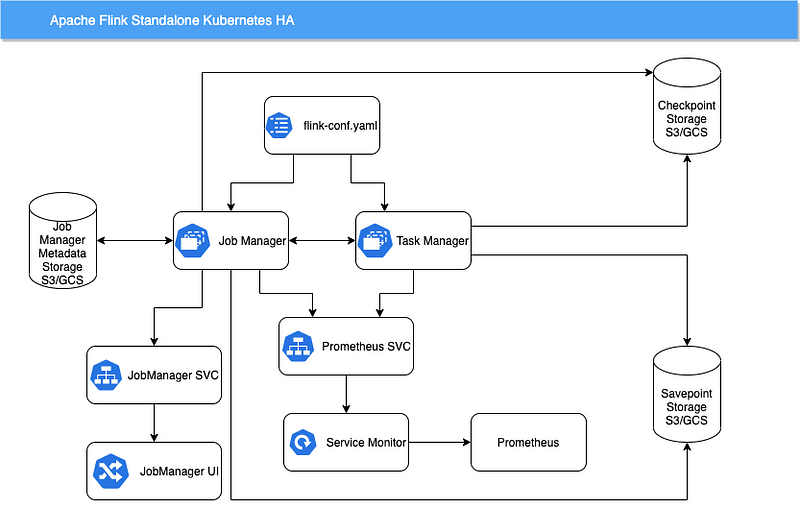 Apache Flink Standalone Kubernetes HA
Checkpoint
Storage
S3/GCS
flink-conf.yaml
Job
Manager
Metadata
Storage
S3/GCS
Job Manager
Task Manager
Prometheus SVC
JobManager SVC
Savepoint
Storage
S3/GCS
Service Monitor
Prometheus
JobManager UI